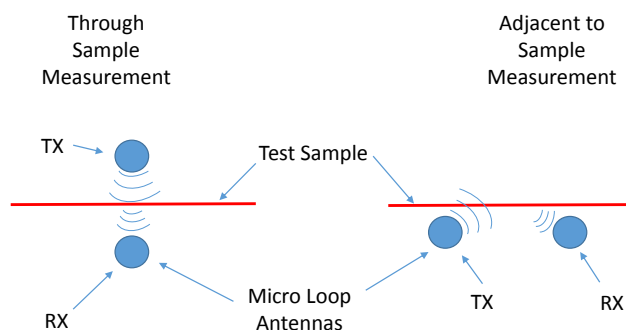 Through
Sample
Measurement
Adjacent to
Sample
Measurement
TX
Test Sample
Micro Loop
Antennas
RX
TX
RX